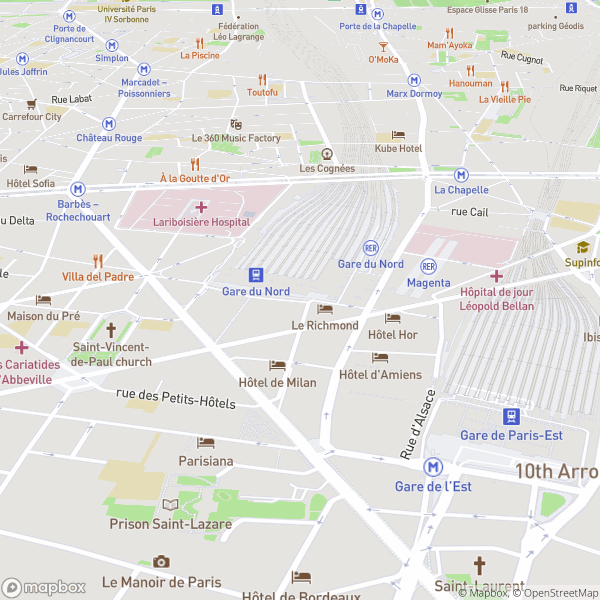 Université Paris
IV Sorbonne
Fédération
Léo Lagrange
Porte de la Chapelle
Espace Glisse Paris 18
parking Géodis
Porte de
Clignancourt
Simplon
La Piscine
O'MoKa
Mam'Ayoka
Rue Cugnot
Jules Joffrin
Marcadet –
Poissonniers
Toutofu
Marx Dormoy
Hanouman
La Vieille Pie
Rue Riquet
Rue Labat
Carrefour City
Château Rouge
Le 360 Music Factory
Kube Hotel
Les Cognées
Hôtel Sofia
À la Goutte d'Or
La Chapelle
Barbès –
Rochechouart
Lariboisière Hospital
rue Cail
Villa del Padre
Gare du Nord
Gare du Nord
Magenta
Supinfo
Hôpital de jour
Léopold Bellan
Maison du Pré
Le Richmond
Hôtel Hor
Saint-Vincent-
de-Paul church
Ibis
Cariatides
d'Abbeville
Hôtel de Milan
Hôtel d'Amiens
rue des Petits-Hôtels
Rue d'Alsace
Gare de Paris-Est
Parisiana
Gare de l'Est
10th Arro
Prison Saint-Lazare
Le Manoir de Paris
Hôtel de Bordeaux
Saint-Laurent
mapbox
© Mapbox, © OpenStreetMap